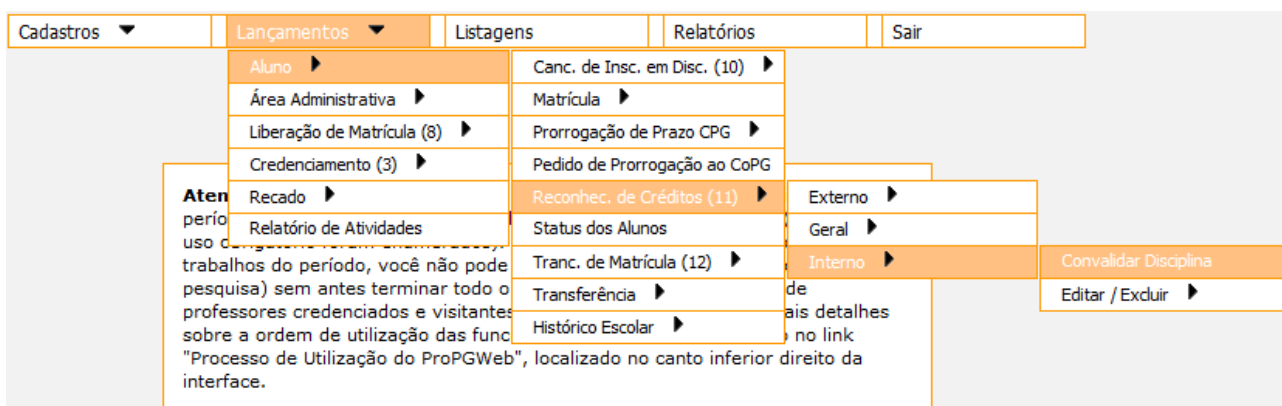 Cadastros
Lançamentos
Listagens
Relatórios
Sair
Aluno
Área Administrativa
Liberação de Matrícula (8)
Credenciamento (3)
Recado
Relatório de Atividades
Canc. de Insc. em Disc. (10)
Matrícula
Prorrogação de Prazo CPG
Pedido de Prorrogação ao CoPG
Reconhec. de Créditos (11)
Status dos Alunos
Tranc. de Matrícula (12)
Transferência
Histórico Escolar
Externo
Geral
Interno
Convalidar Disciplina
Editar / Excluir
Aten
perío
uso
trabalhos do período, você não pode
pesquisa) sem antes terminar todo o de
professores credenciados e visitantes ais detalhes
sobre a ordem de utilização das func no link
"Processo de Utilização do ProPGWeb", localizado no canto inferior direito da
interface.